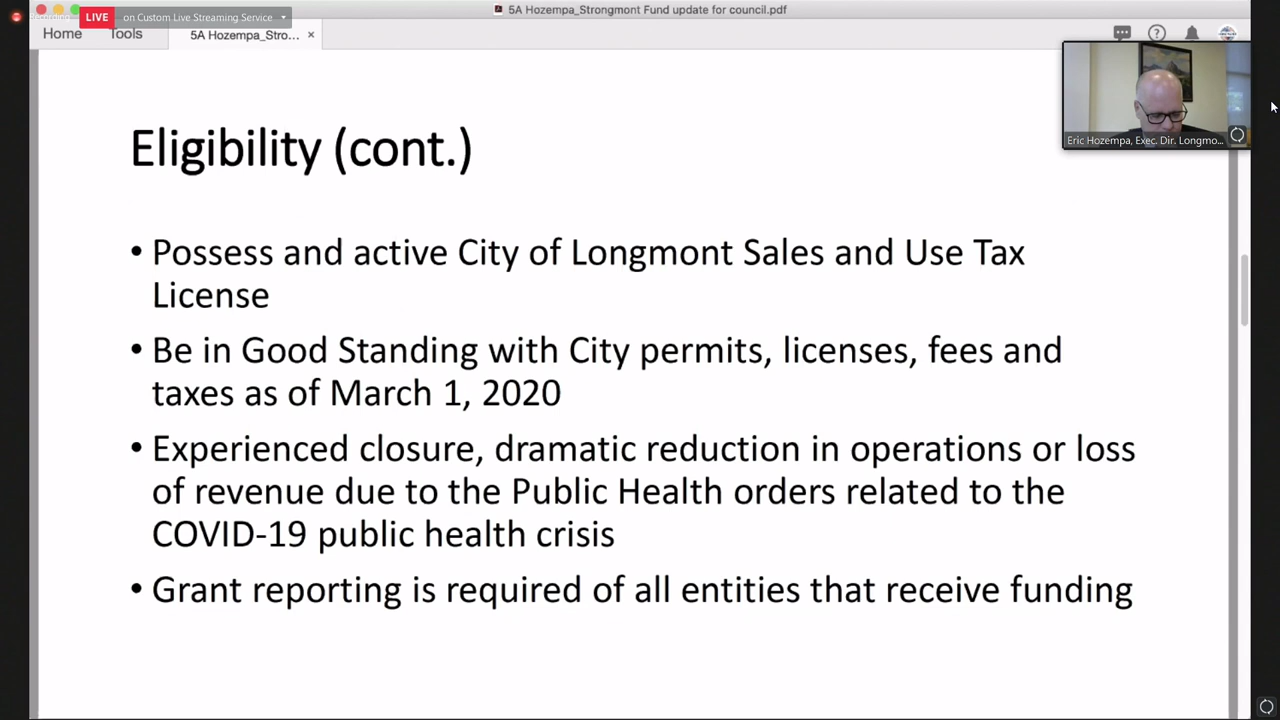 LIVE
on Custom Live Streaming Service
5A Hozempa_Strongmont Fund update for council.pdf
Home
Tools
5A Hozempa_Stro... ×
Eric Hozempa, Exec. Dir. Longmo...
Eligibility (cont.)
• Possess and active City of Longmont Sales and Use Tax
License
• Be in Good Standing with City permits, licenses, fees and
taxes as of March 1, 2020
• Experienced closure, dramatic reduction in operations or loss
of revenue due to the Public Health orders related to the
COVID-19 public health crisis
• Grant reporting is required of all entities that receive funding